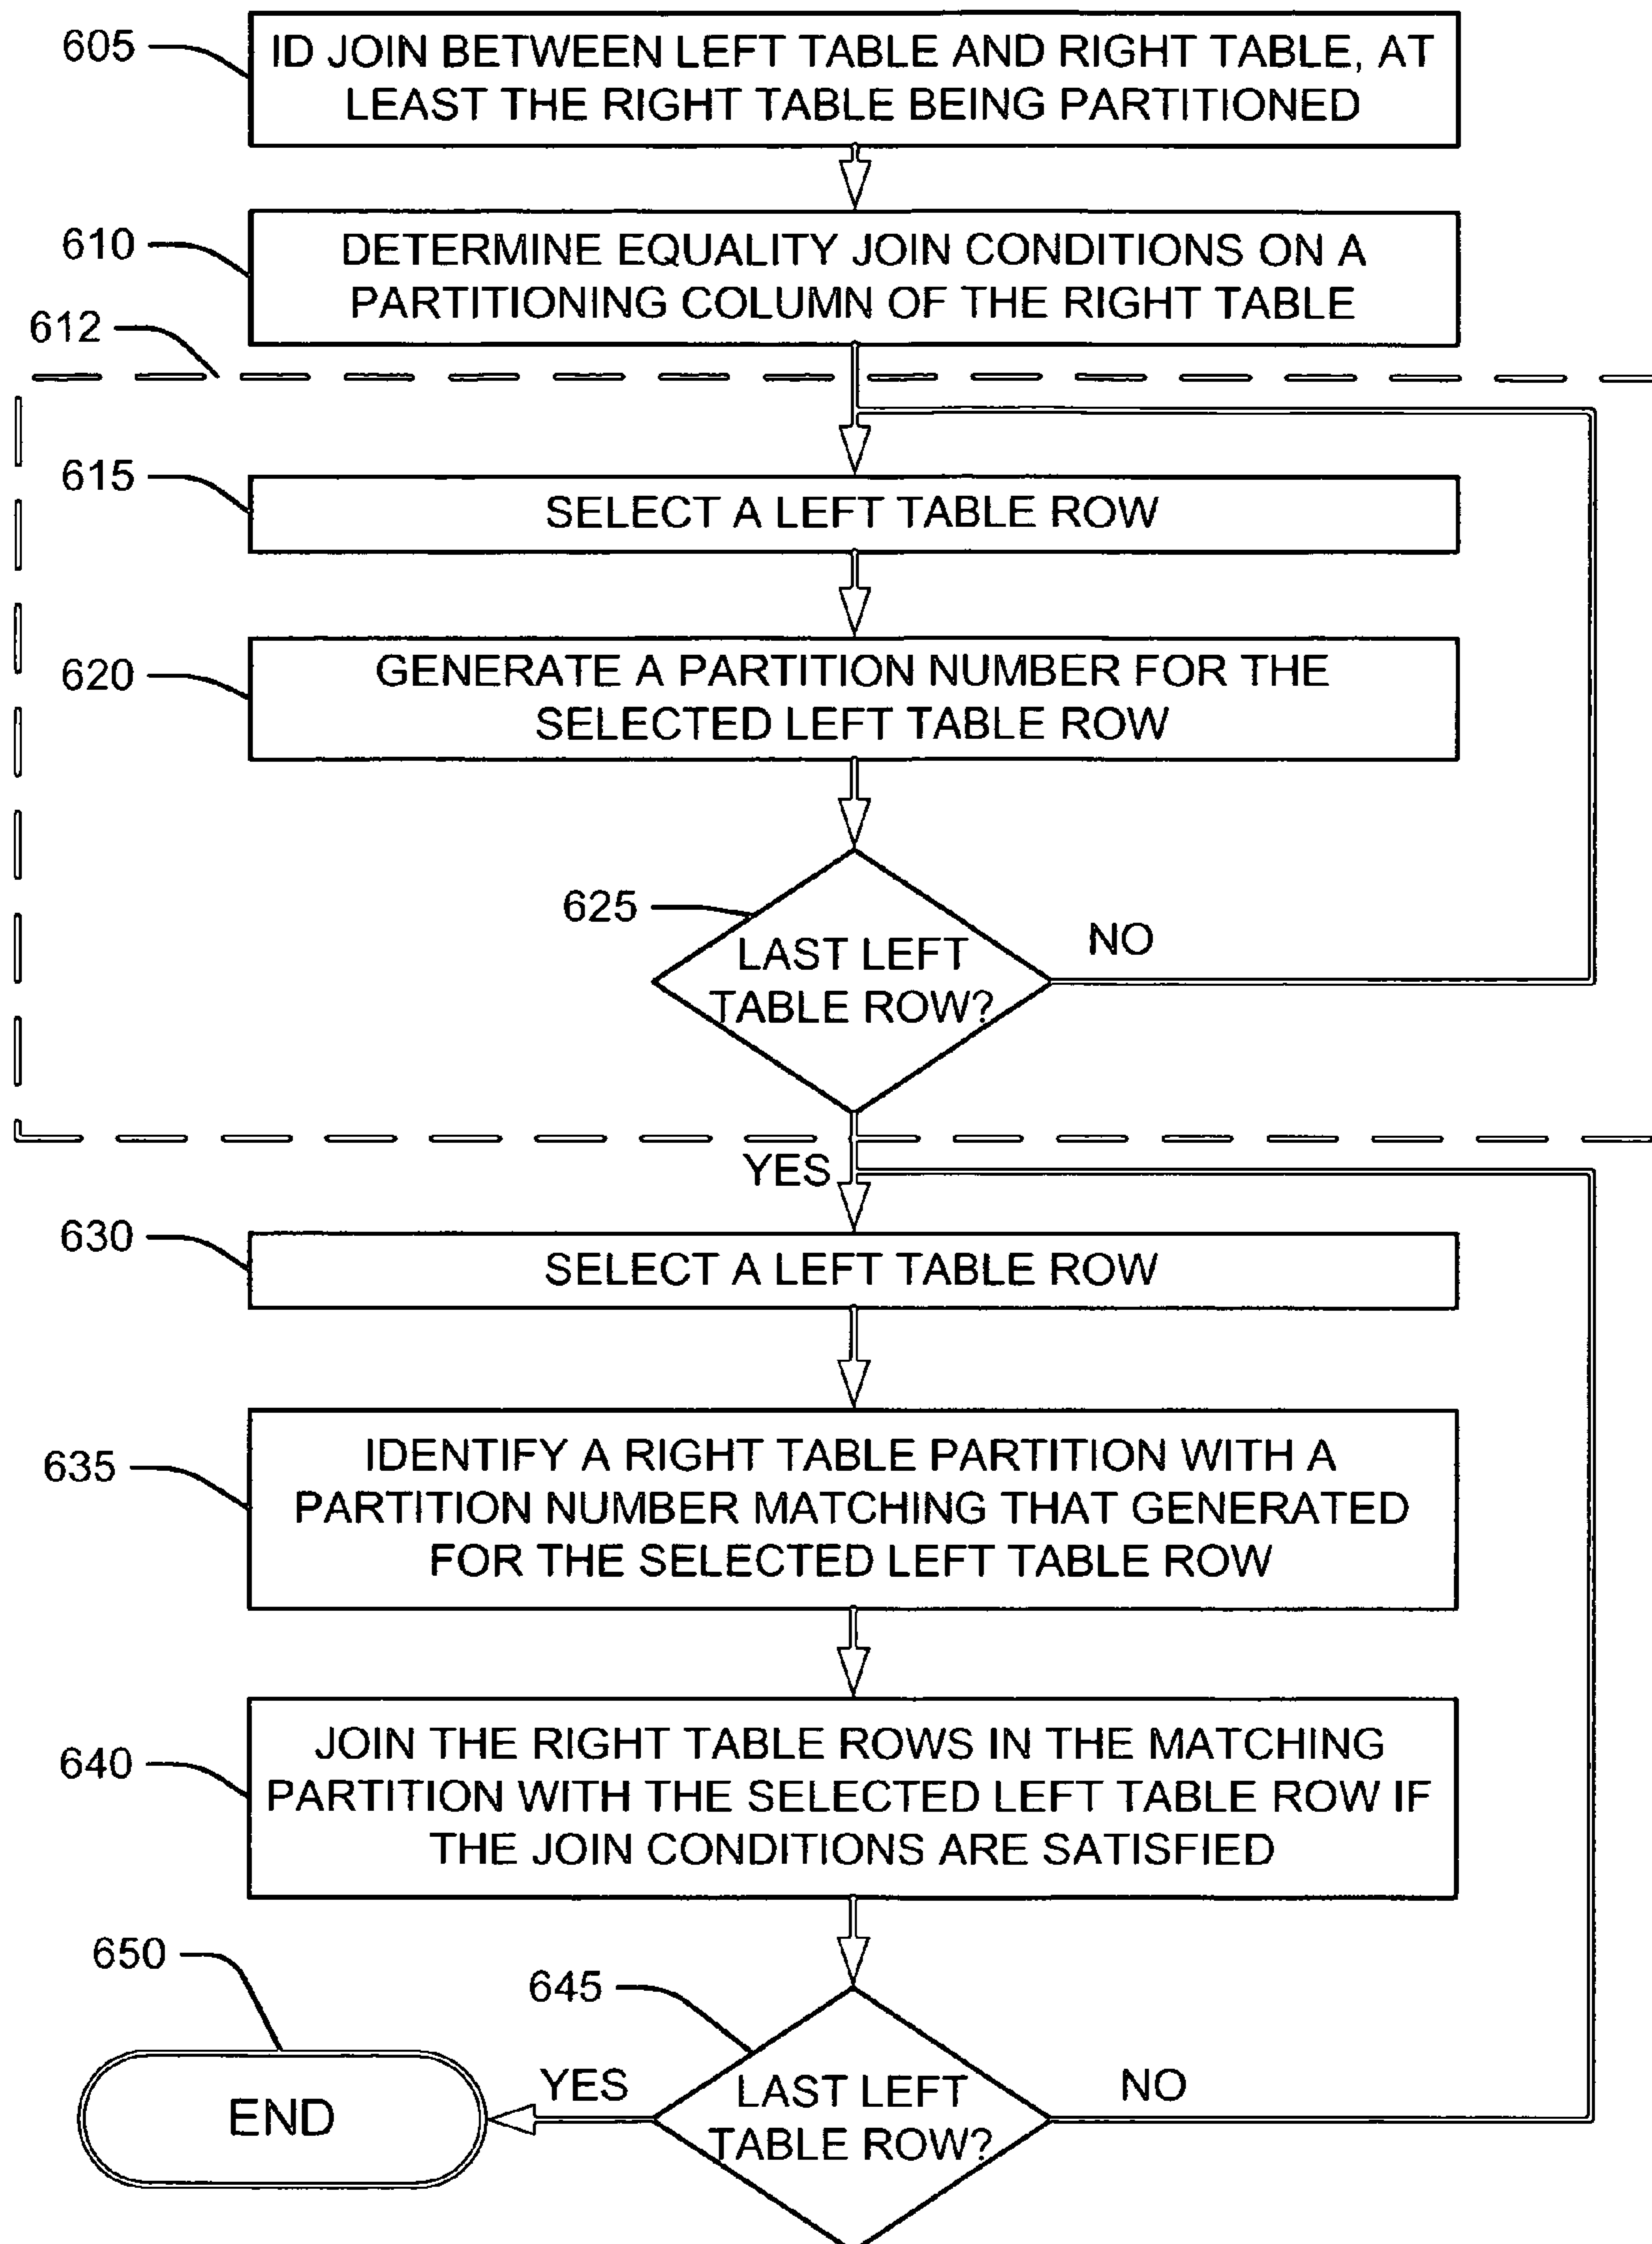 605
ID JOIN BETWEEN LEFT TABLE AND RIGHT TABLE, AT
LEAST THE RIGHT TABLE BEING PARTITIONED
610
DETERMINE EQUALITY JOIN CONDITIONS ON A
PARTITIONING COLUMN OF THE RIGHT TABLE
612
615
SELECT A LEFT TABLE ROW
620
GENERATE A PARTITION NUMBER FOR THE
SELECTED LEFT TABLE ROW
625
LAST LEFT
TABLE ROW?
NO
YES
630
SELECT A LEFT TABLE ROW
635
IDENTIFY A RIGHT TABLE PARTITION WITH A
PARTITION NUMBER MATCHING THAT GENERATED
FOR THE SELECTED LEFT TABLE ROW
640
JOIN THE RIGHT TABLE ROWS IN THE MATCHING
PARTITION WITH THE SELECTED LEFT TABLE ROW IF
THE JOIN CONDITIONS ARE SATISFIED
650
645
END
YES
LAST LEFT
TABLE ROW?
NO